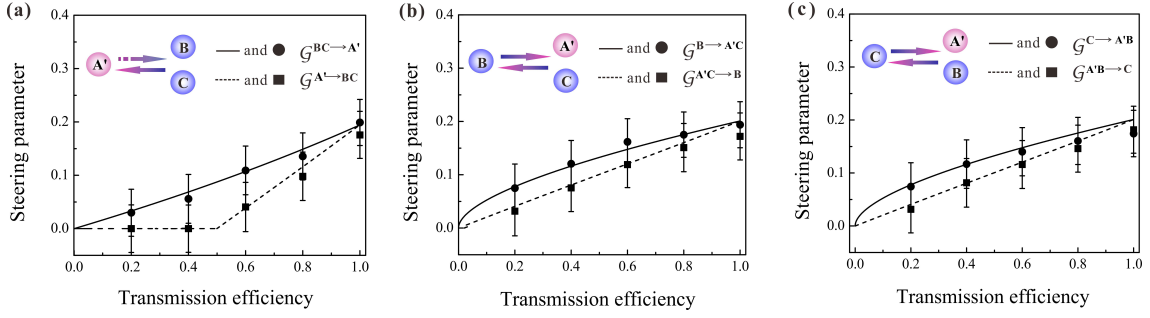 (a)
0.4
0.3
0.2
0.1
0.0
Steering parameter
A'
B
C
and 𝒢^{BC→A'}
and 𝒢^{A'→BC}
0.0 0.2 0.4 0.6 0.8 1.0
Transmission efficiency
(b)
0.4
0.3
0.2
0.1
0.0
Steering parameter
B
A'
C
and 𝒢^{B→A'C}
and 𝒢^{A'C→B}
0.0 0.2 0.4 0.6 0.8 1.0
Transmission efficiency
(c)
0.4
0.3
0.2
0.1
0.0
Steering parameter
C
A'
B
and 𝒢^{C→A'B}
and 𝒢^{A'B→C}
0.0 0.2 0.4 0.6 0.8 1.0
Transmission efficiency